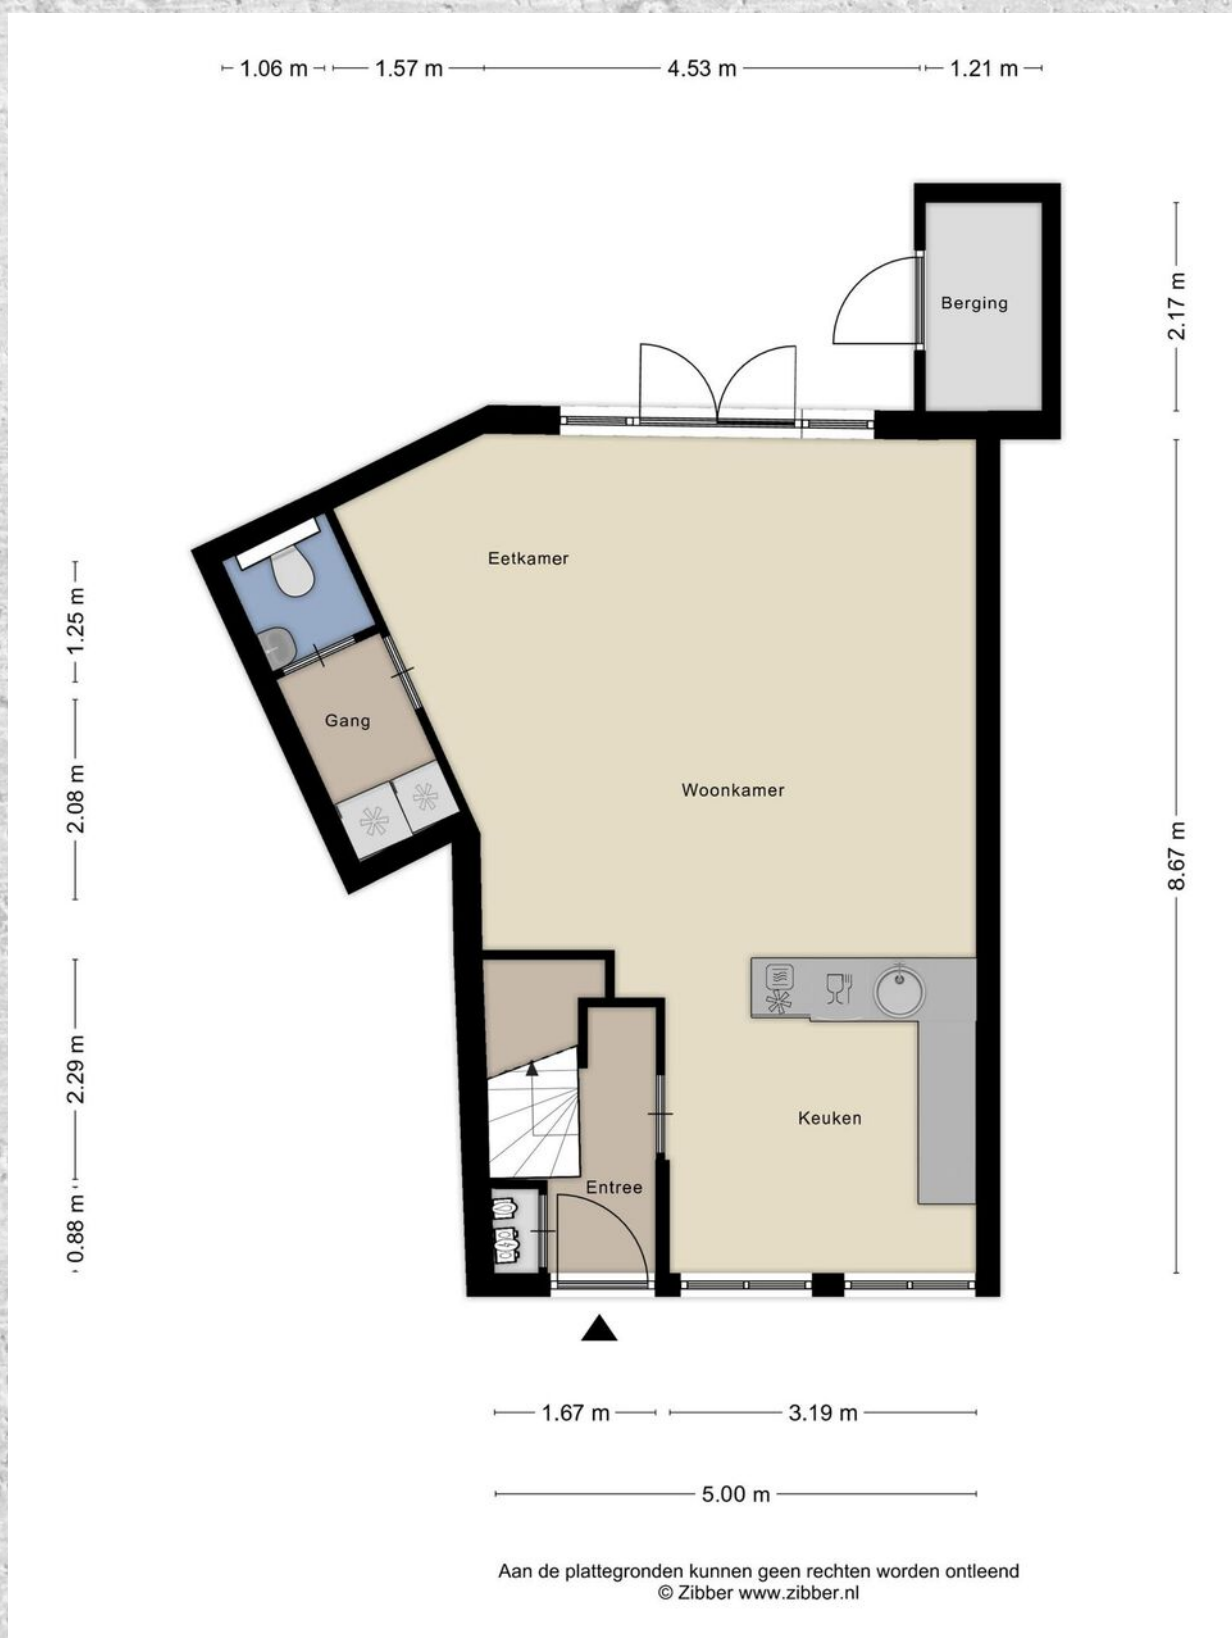 1.06 m
1.57 m
4.53 m
1.21 m
2.17 m
Berging
Eetkamer
1.25 m
Gang
2.08 m
Woonkamer
8.67 m
2.29 m
Keuken
Entree
0.88 m
1.67 m
3.19 m
5.00 m
Aan de plattegronden kunnen geen rechten worden ontleend
© Zibber www.zibber.nl